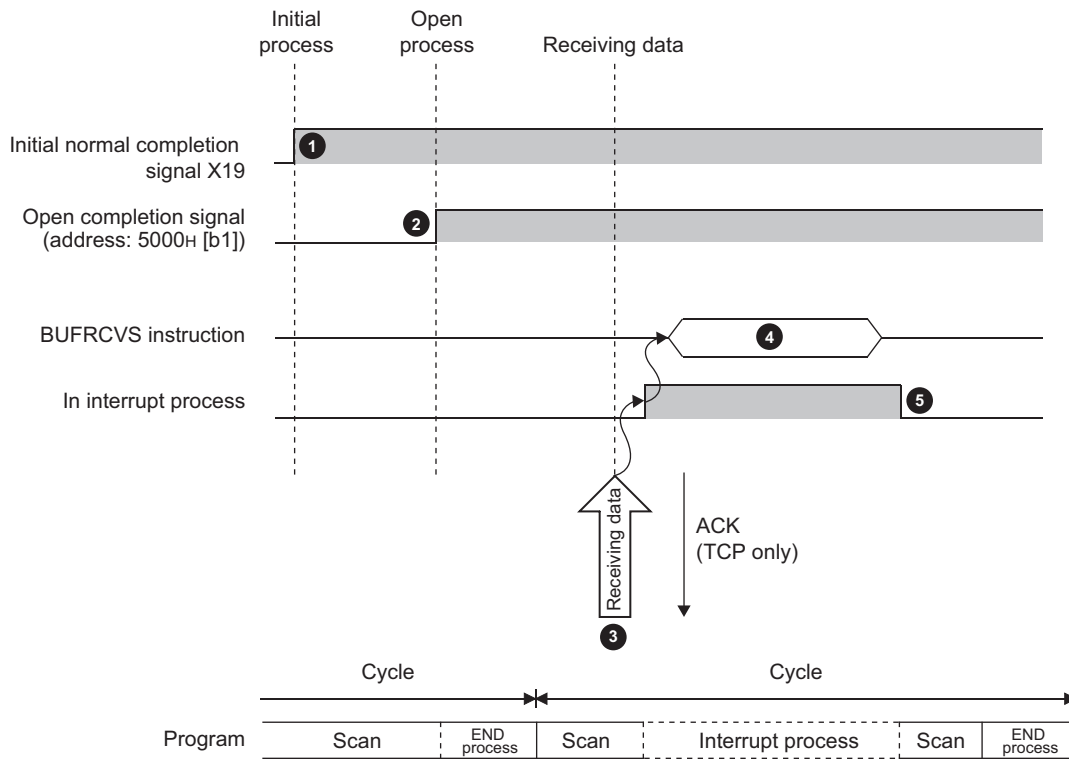 Initial
process
Open
process
Receiving data
Initial normal completion
signal X19
1
Open completion signal
(address: 5000H [b1])
2
BUFRCVS instruction
4
In interrupt process
5
Receiving data
ACK
(TCP only)
3
Cycle
Cycle
Program
Scan
END
process
Scan
Interrupt process
Scan
END
process